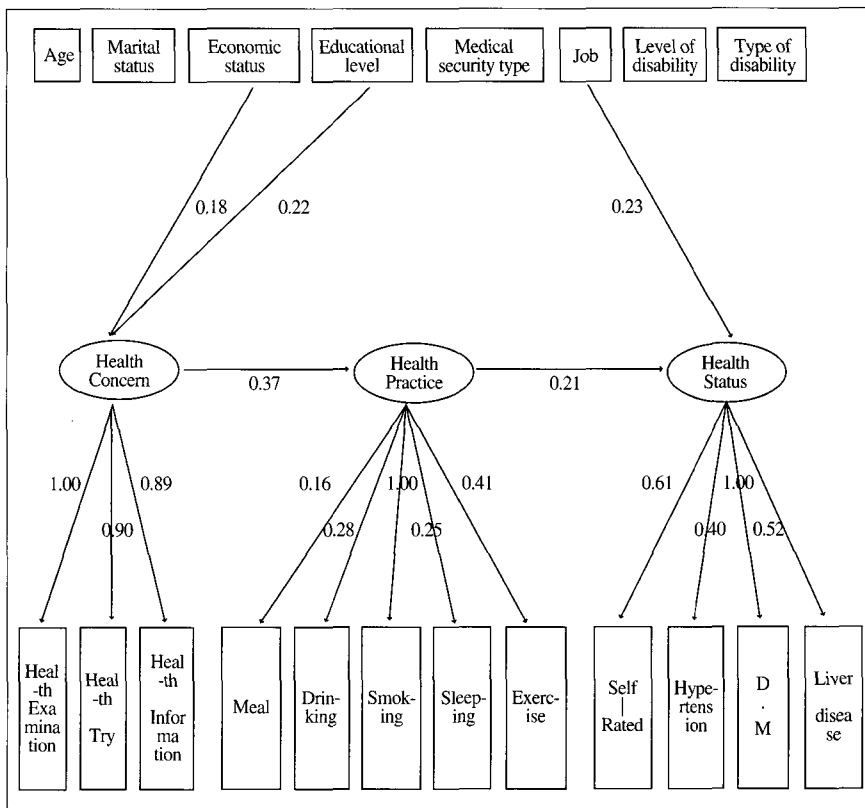 Age
Marital
status
Economic
status
Educational
level
Medical
security type
Job
Level of
disability
Type of
disability
0.18
0.22
0.23
Health
Concern
0.37
Health
Practice
0.21
Health
Status
1.00
0.90
0.89
0.16
0.28
1.00
0.25
0.41
0.61
0.40
1.00
0.52
Heal
-th
Exa
mina
tion
Heal-
-th
Try
Heal-
-th
Infor
ma
tion
Meal
Drin-
king
Smok-
ing
Sleep-
ing
Exerc-
ise
Self
|
Rated
Hype-
rtens
ion
D
·
M
Liver
disea
se